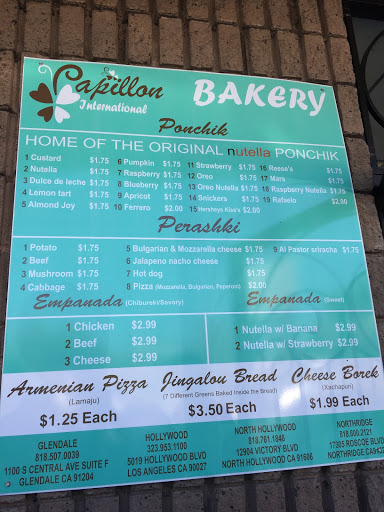 Papillon
International
BAKERY
Ponchik
HOME OF THE ORIGINAL nutella PONCHIK
1 Custard $1.75 6 Pumpkin $1.75 11 Strawberry $1.75 16 Reese's $1.75
2 Nutella $1.75 7 Raspberry $1.75 12 Oreo $1.75 17 Mars $1.75
3 Dulce de leche $1.75 8 Blueberry $1.75 13 Oreo Nutella $1.75 18 Raspberry Nutella $1.75
4 Lemon tart $1.75 9 Apricot $1.75 14 Snickers $1.75 19 Rafaelo $2.00
5 Almond Joy $1.75 10 Ferraro $2.00 15 Hersheys Kiss's $2.00
Perashki
1 Potato $1.75 5 Bulgarian & Mozzarella cheese $1.75 9 Al Pastor sriracha $1.75
2 Beef $1.75 6 Jalapeno nacho cheese $1.75
3 Mushroom $1.75 7 Hot dog $1.75
4 Cabbage $1.75 8 Pizza (Mozzarella, Bulgarian, Peperoni) $2.00
Empanada (Chibureki/Savory) Empanada (Sweet)
1 Chicken $2.99 1 Nutella w/ Banana $2.99
2 Beef $2.99 2 Nutella w/ Strawberry $2.99
3 Cheese $2.99
Armenian Pizza Jingalou Bread Cheese Borek
(Lamaju) (7 Different Greens Baked Inside the Bread) (Xachapuri)
$1.25 Each $3.50 Each $1.99 Each
GLENDALE
818.507.0039
1100 S CENTRAL AVE SUITE F
GLENDALE CA 91204
HOLLYWOOD
323.953.1100
5019 HOLLYWOOD BLVD
LOS ANGELES CA 90027
NORTH HOLLYWOOD
818.761.1848
12904 VICTORY BLVD
NORTH HOLLYWOOD CA 91606
NORTHRIDGE
818.600.2121
17305 ROSCOE BLVD
NORTHRIDGE